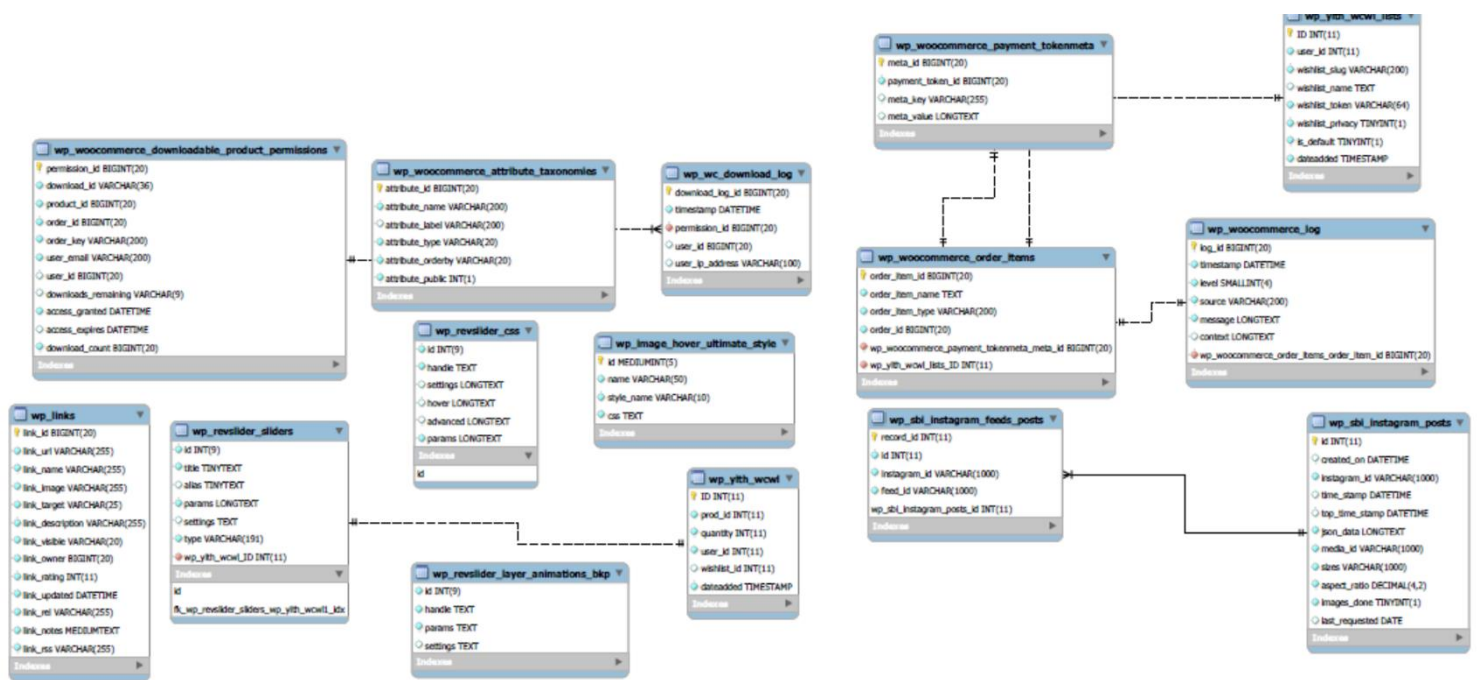 wp_woocommerce_downloadable_product_permissions
permission_id BIGINT(20)
download_id VARCHAR(36)
product_id BIGINT(20)
order_id BIGINT(20)
order_key VARCHAR(200)
user_email VARCHAR(200)
user_id BIGINT(20)
downloads_remaining VARCHAR(9)
access_granted DATETIME
access_expires DATETIME
download_count BIGINT(20)
Indexes
wp_woocommerce_attribute_taxonomies
attribute_id BIGINT(20)
attribute_name VARCHAR(200)
attribute_label VARCHAR(200)
attribute_type VARCHAR(20)
attribute_orderby VARCHAR(20)
attribute_public INT(1)
Indexes
wp_wc_download_log
download_log_id BIGINT(20)
timestamp DATETIME
permission_id BIGINT(20)
user_id BIGINT(20)
user_ip_address VARCHAR(100)
Indexes
wp_woocommerce_payment_tokenmeta
meta_id BIGINT(20)
payment_token_id BIGINT(20)
meta_key VARCHAR(255)
meta_value LONGTEXT
Indexes
wp_yith_wcwl_lists
ID INT(11)
user_id INT(11)
wishlist_slug VARCHAR(200)
wishlist_name TEXT
wishlist_token VARCHAR(64)
wishlist_privacy TINYINT(1)
is_default TINYINT(1)
dateadded TIMESTAMP
Indexes
wp_woocommerce_order_items
order_item_id BIGINT(20)
order_item_name TEXT
order_item_type VARCHAR(200)
order_id BIGINT(20)
wp_woocommerce_payment_tokenmeta_meta_id BIGINT(20)
wp_yith_wcwl_lists_ID INT(11)
Indexes
wp_woocommerce_log
log_id BIGINT(20)
timestamp DATETIME
level SMALLINT(4)
source VARCHAR(200)
message LONGTEXT
context LONGTEXT
wp_woocommerce_order_items_order_item_id BIGINT(20)
Indexes
wp_revslider_css
id INT(9)
handle TEXT
settings LONGTEXT
hover LONGTEXT
advanced LONGTEXT
params LONGTEXT
Indexes
id
wp_image_hover_ultimate_style
id MEDIUMINT(5)
name VARCHAR(50)
style_name VARCHAR(10)
css TEXT
Indexes
wp_links
link_id BIGINT(20)
link_url VARCHAR(255)
link_name VARCHAR(255)
link_image VARCHAR(255)
link_target VARCHAR(25)
link_description VARCHAR(255)
link_visible VARCHAR(20)
link_owner BIGINT(20)
link_rating INT(11)
link_updated DATETIME
link_rel VARCHAR(255)
link_notes MEDIUMTEXT
link_rss VARCHAR(255)
Indexes
wp_revslider_sliders
id INT(9)
title TINYTEXT
alias TINYTEXT
params LONGTEXT
settings TEXT
type VARCHAR(191)
wp_yith_wcwl_ID INT(11)
Indexes
id
fk_wp_revslider_sliders_wp_yith_wcwl1_idx
wp_yith_wcwl
ID INT(11)
prod_id INT(11)
quantity INT(11)
user_id INT(11)
wishlist_id INT(11)
dateadded TIMESTAMP
Indexes
wp_revslider_layer_animations_bkp
id INT(9)
handle TEXT
params TEXT
settings TEXT
Indexes
wp_sbi_instagram_feeds_posts
record_id INT(11)
id INT(11)
instagram_id VARCHAR(1000)
feed_id VARCHAR(1000)
wp_sbi_instagram_posts_id INT(11)
Indexes
wp_sbi_instagram_posts
id INT(11)
created_on DATETIME
instagram_id VARCHAR(1000)
time_stamp DATETIME
top_time_stamp DATETIME
json_data LONGTEXT
media_id VARCHAR(1000)
sizes VARCHAR(1000)
aspect_ratio DECIMAL(4,2)
images_done TINYINT(1)
last_requested DATE
Indexes